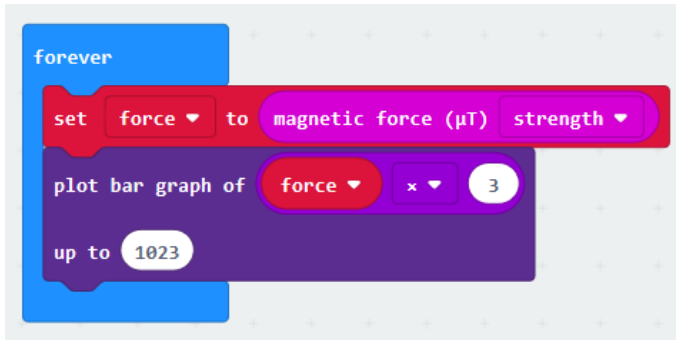 forever
set force to magnetic force (µT) strength
plot bar graph of force × 3
up to 1023